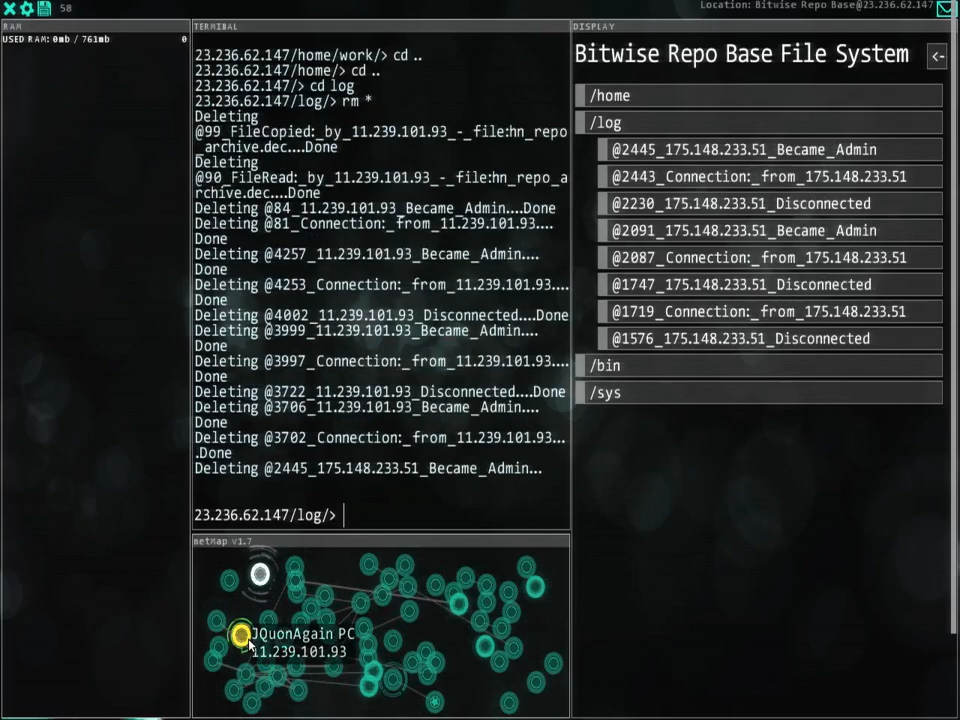 58
Location: Bitwise Repo Base@23.236.62.147
RAM
USED RAM: 0mb / 761mb
0
TERMINAL
23.236.62.147/home/work/> cd ..
23.236.62.147/home/> cd ..
23.236.62.147/> cd log
23.236.62.147/log/> rm *
Deleting
@99_FileCopied:_by_11.239.101.93_-_file:hn_repo
_archive.dec....Done
Deleting
@90_FileRead:_by_11.239.101.93_-_file:hn_repo_a
rchive.dec....Done
Deleting @84_11.239.101.93_Became_Admin....Done
Deleting @81_Connection:_from_11.239.101.93....
Done
Deleting @4257_11.239.101.93_Became_Admin....
Done
Deleting @4253_Connection:_from_11.239.101.93....
Done
Deleting @4002_11.239.101.93_Disconnected....Done
Deleting @3999_11.239.101.93_Became_Admin....
Done
Deleting @3997_Connection:_from_11.239.101.93....
Done
Deleting @3722_11.239.101.93_Disconnected....Done
Deleting @3706_11.239.101.93_Became_Admin....
Done
Deleting @3702_Connection:_from_11.239.101.93...
.Done
Deleting @2445_175.148.233.51_Became_Admin...
23.236.62.147/log/>
netMap v1.7
JQuonAgain PC
11.239.101.93
DISPLAY
Bitwise Repo Base File System
<-
/home
/log
@2445_175.148.233.51_Became_Admin
@2443_Connection:_from_175.148.233.51
@2230_175.148.233.51_Disconnected
@2091_175.148.233.51_Became_Admin
@2087_Connection:_from_175.148.233.51
@1747_175.148.233.51_Disconnected
@1719_Connection:_from_175.148.233.51
@1576_175.148.233.51_Disconnected
/bin
/sys